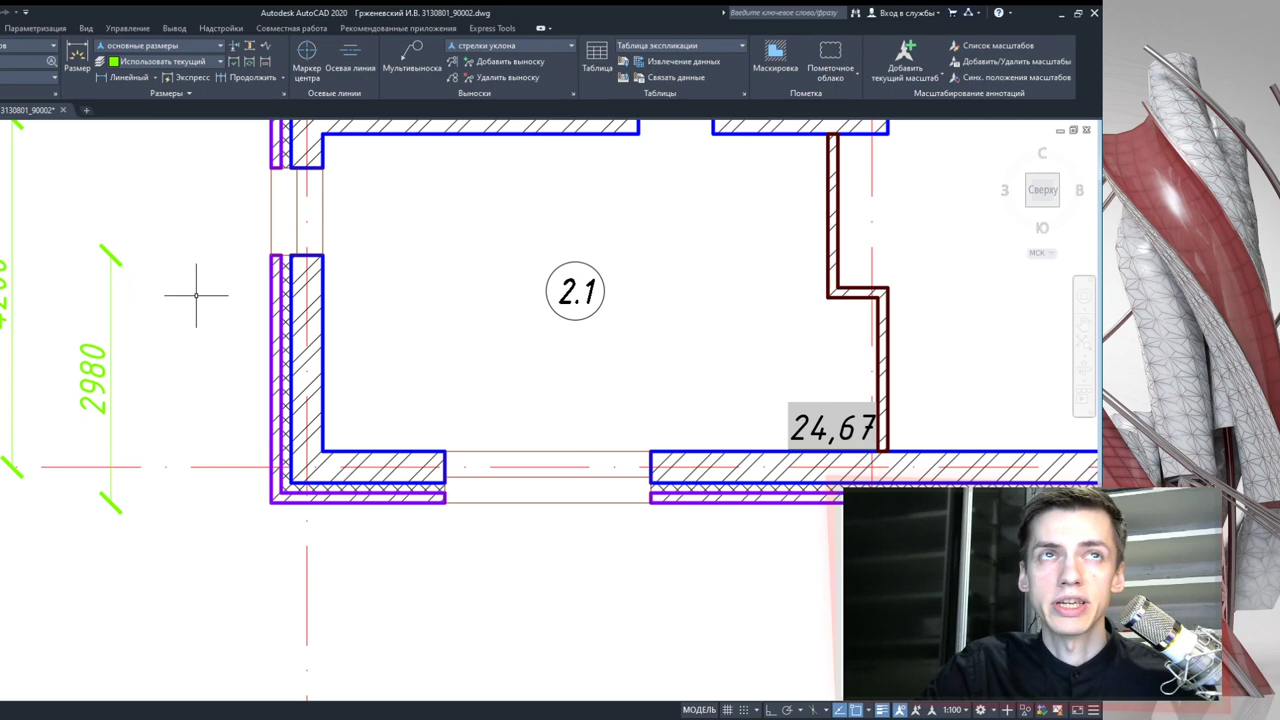 Autodesk AutoCAD 2020 Грженевский И.В. 3130801_90002.dwg
Введите ключевое слово/фразу
Вход в службы
Параметризация Вид Управление Вывод Надстройки Совместная работа Рекомендованные приложения Express Tools
основные размеры
Использовать текущий
Линейный Экспресс Продолжить
Размер
Размеры
Маркер центра
Осевая линия
Осевые линии
Мультивыноска
стрелки уклона
Добавить выноску
Удалить выноску
Выноски
Таблица
Таблица экспликации
Извлечение данных
Связать данные
Таблицы
Маскировка
Пометочное облако
Пометка
Добавить текущий масштаб
Список масштабов
Добавить/Удалить масштабы
Синх. положения масштабов
Масштабирование аннотаций
3130801_90002*
С
З
Сверху
В
Ю
МСК
2.1
2980
24,67
МОДЕЛЬ
1:100